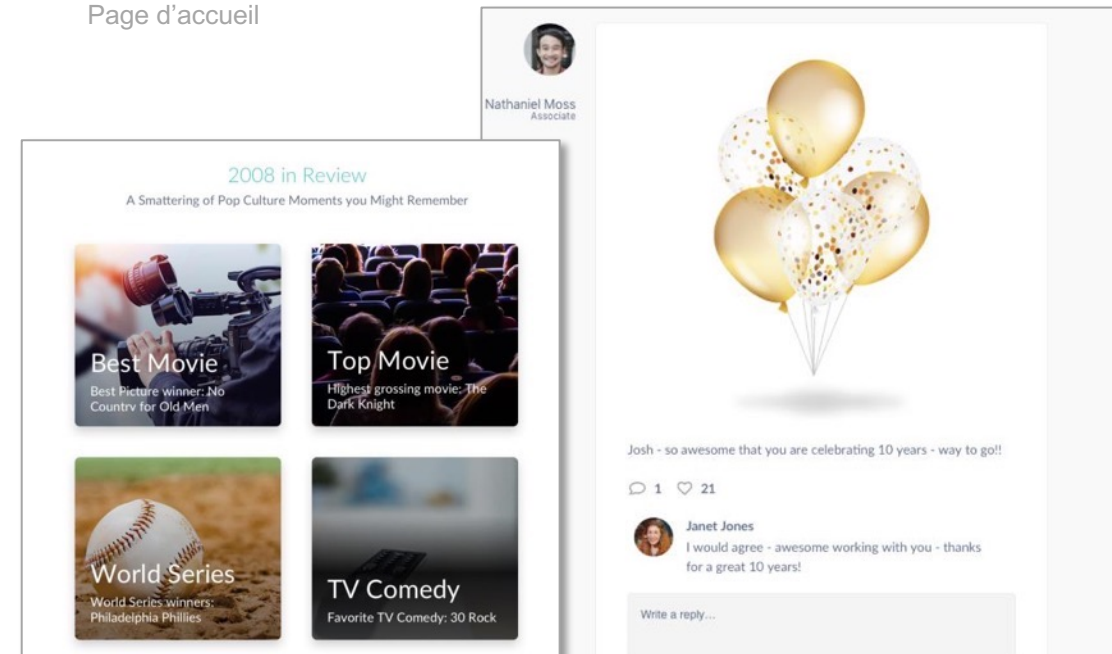 Page d’accueil
Nathaniel Moss
Associate
2008 in Review
A Smattering of Pop Culture Moments you Might Remember
Best Movie
Best Picture winner: No
Country for Old Men
Top Movie
Highest grossing movie: The
Dark Knight
World Series
World Series winners:
Philadelphia Phillies
TV Comedy
Favorite TV Comedy: 30 Rock
Josh - so awesome that you are celebrating 10 years - way to go!!
1 21
Janet Jones
I would agree - awesome working with you - thanks
for a great 10 years!
Write a reply...